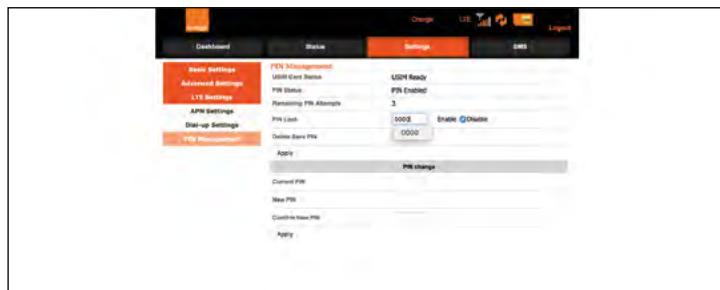 Orange LTE Logout
Dashboard Status Settings SMS
Basic Settings
Advanced Settings
LTE Settings
APN Settings
Dial-up Settings
PIN Management
PIN Management
USIM Card Status USIM Ready
PIN Status PIN Enabled
Remaining PIN Attempts 3
PIN Lock 0000 Enable Disable
0000
Delete Save PIN
Apply
PIN change
Current PIN
New PIN
Confirm New PIN
Apply